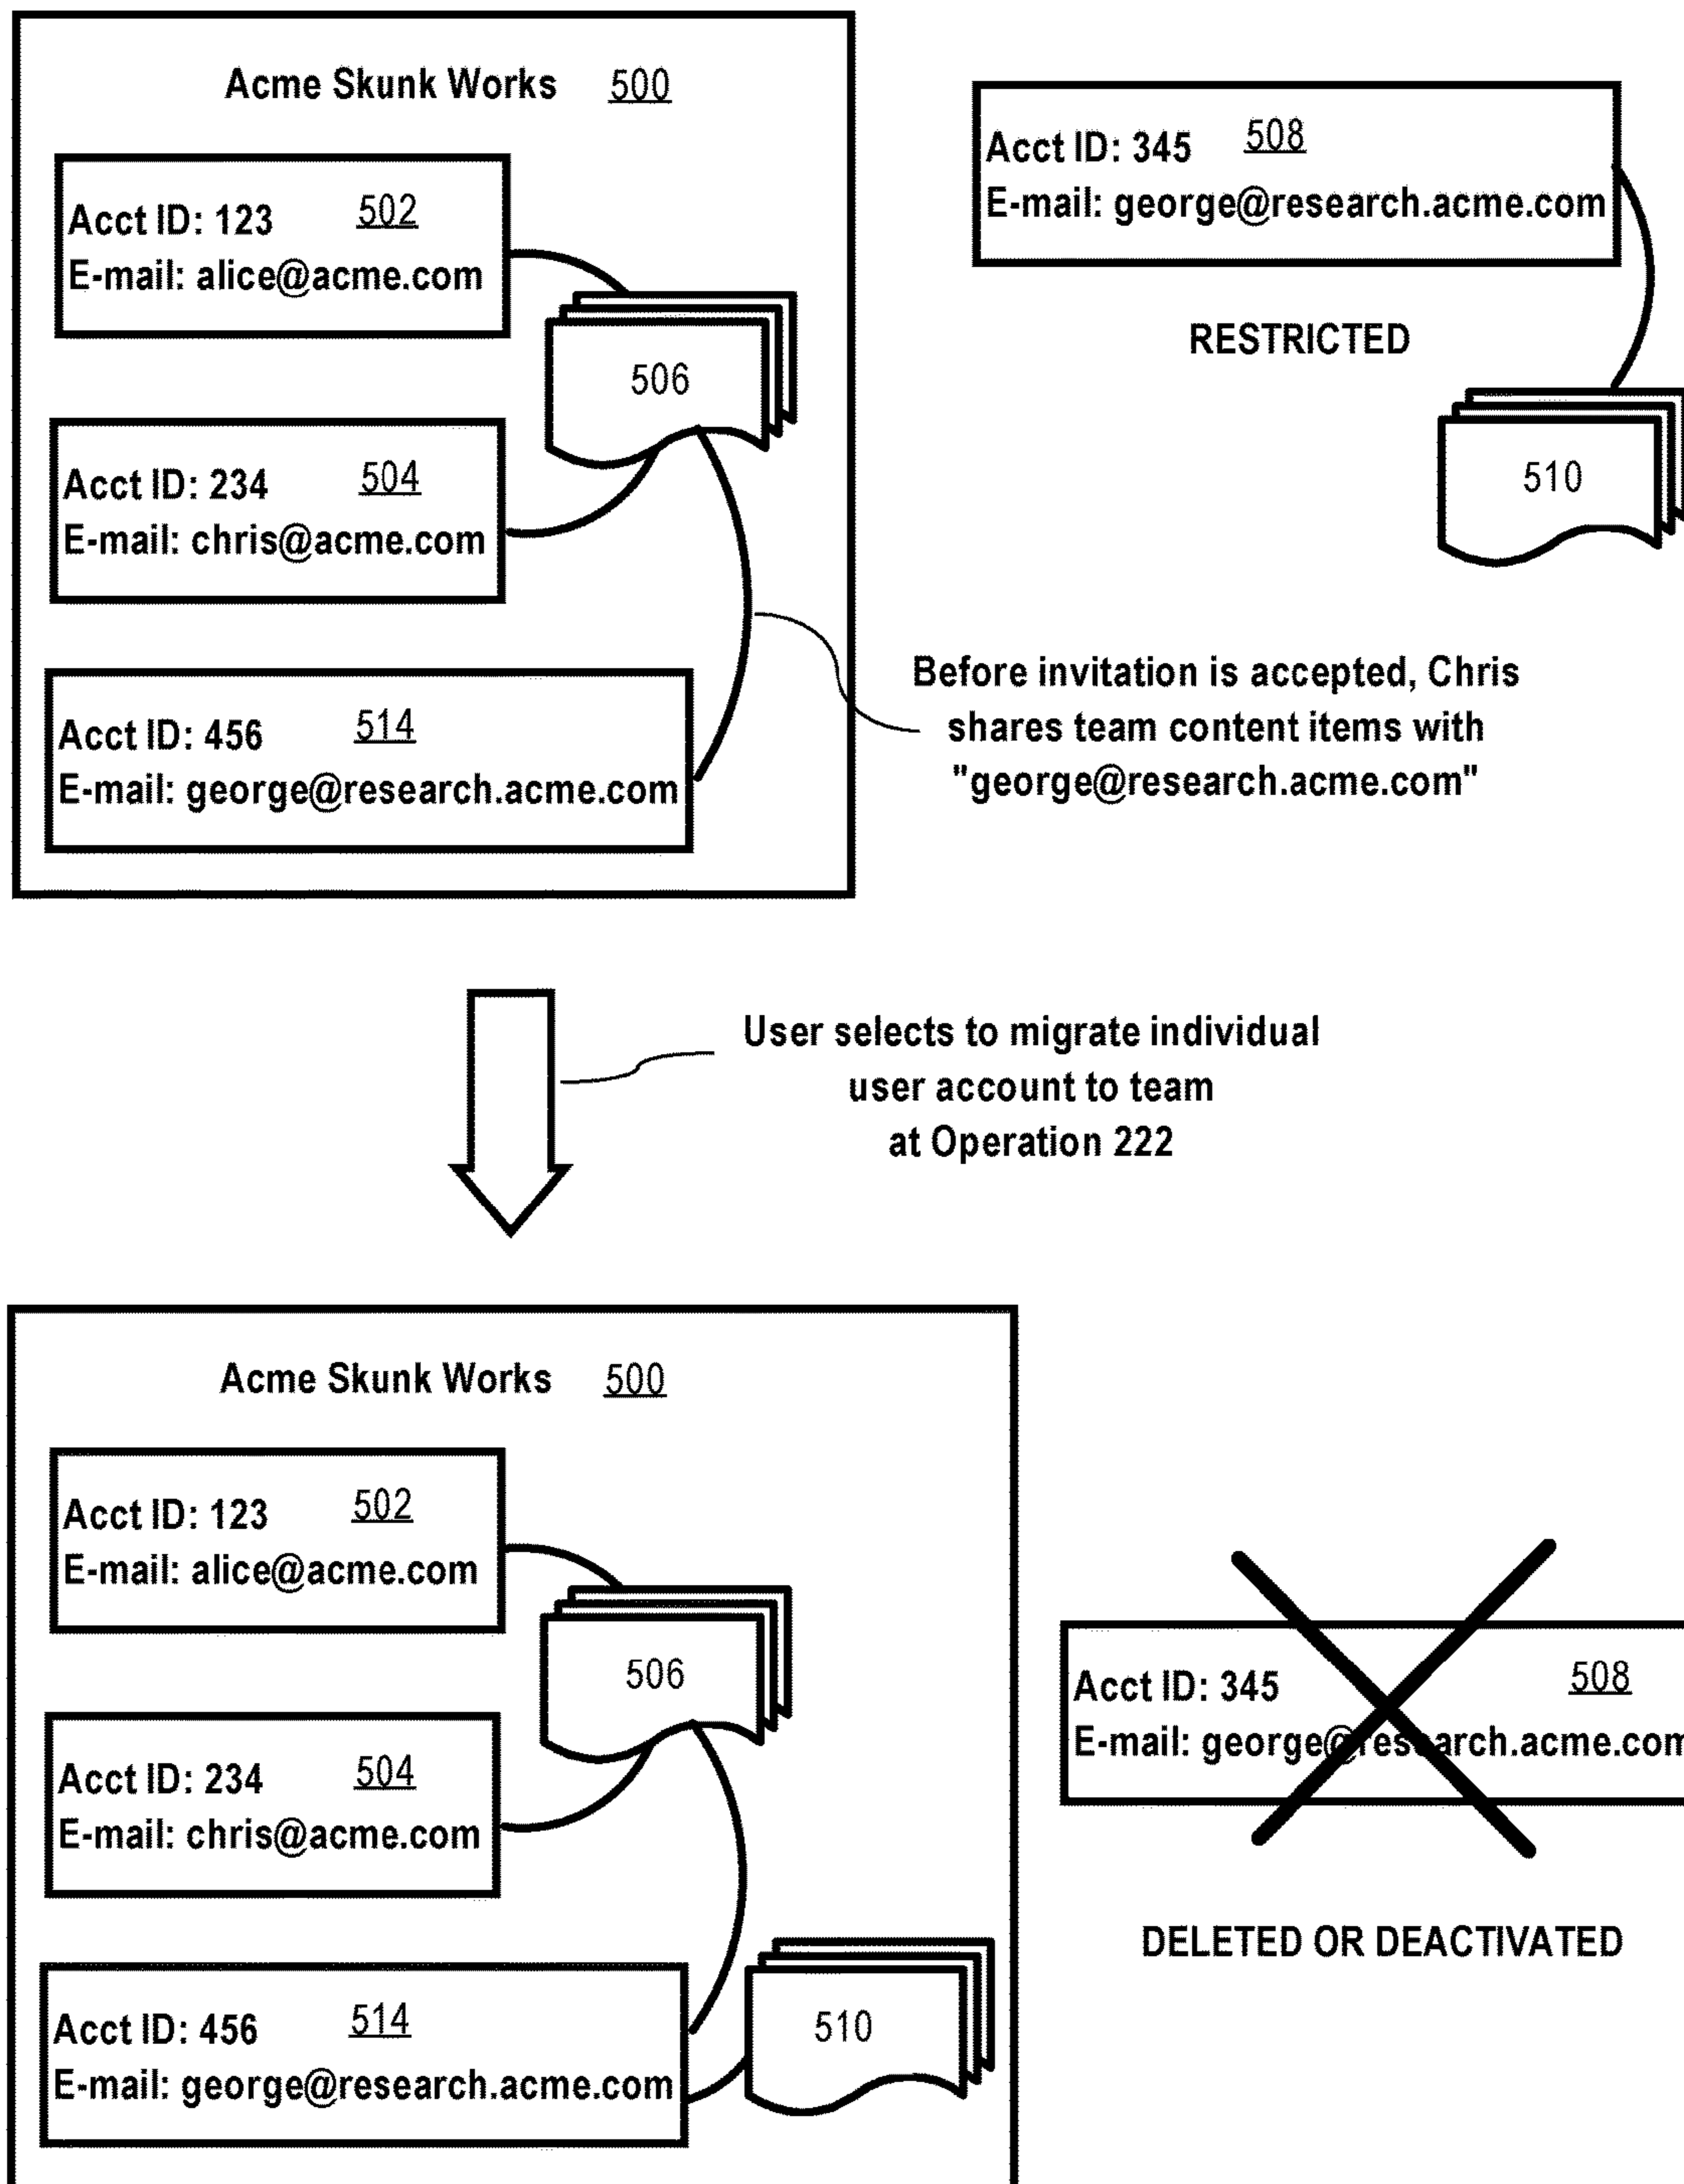 Acme Skunk Works 500
Acct ID: 123 502
E-mail: alice@acme.com
506
Acct ID: 234 504
E-mail: chris@acme.com
Acct ID: 456 514
E-mail: george@research.acme.com
Acct ID: 345 508
E-mail: george@research.acme.com
RESTRICTED
510
Before invitation is accepted, Chris
shares team content items with
"george@research.acme.com"
User selects to migrate individual
user account to team
at Operation 222
Acme Skunk Works 500
Acct ID: 123 502
E-mail: alice@acme.com
506
Acct ID: 234 504
E-mail: chris@acme.com
Acct ID: 456 514
E-mail: george@research.acme.com
510
Acct ID: 345 508
E-mail: george@research.acme.com
DELETED OR DEACTIVATED